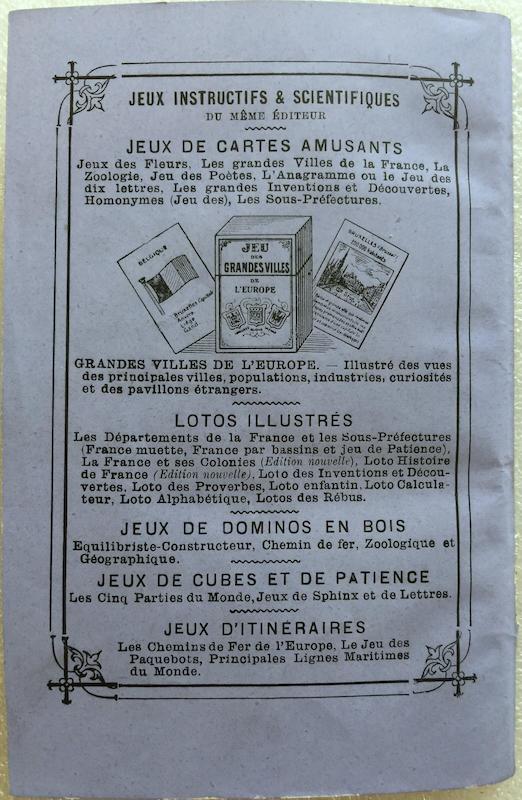 JEUX INSTRUCTIFS & SCIENTIFIQUES
DU MÊME ÉDITEUR
JEUX DE CARTES AMUSANTS
Jeux des Fleurs, Les grandes Villes de la France, La
Zoologie, Jeu des Poètes, L'Anagramme ou le Jeu des
dix lettres, Les grandes Inventions et Découvertes,
Homonymes (Jeu des), Les Sous-Préfectures.
BELGIQUE
Bruxelles Capitale
Anvers
Liège
Gand
JEU
DES
GRANDES VILLES
DE
L'EUROPE
BRUXELLES
GRANDES VILLES DE L'EUROPE. — Illustré des vues
des principales villes, populations, industries, curiosités
et des pavillons étrangers.
LOTOS ILLUSTRÉS
Les Départements de la France et les Sous-Préfectures
(France muette, France par bassins et jeu de Patience),
La France et ses Colonies (Edition nouvelle), Loto Histoire
de France (Edition nouvelle), Loto des Inventions et Décou-
vertes, Loto des Proverbes, Loto enfantin, Loto Calcula-
teur, Loto Alphabétique, Lotos des Rébus.
JEUX DE DOMINOS EN BOIS
Equilibriste-Constructeur, Chemin de fer, Zoologique et
Géographique.
JEUX DE CUBES ET DE PATIENCE
Les Cinq Parties du Monde, Jeux de Sphinx et de Lettres.
JEUX D'ITINÉRAIRES
Les Chemins de Fer de l'Europe, Le Jeu des
Paquebots, Principales Lignes Maritimes
du Monde.